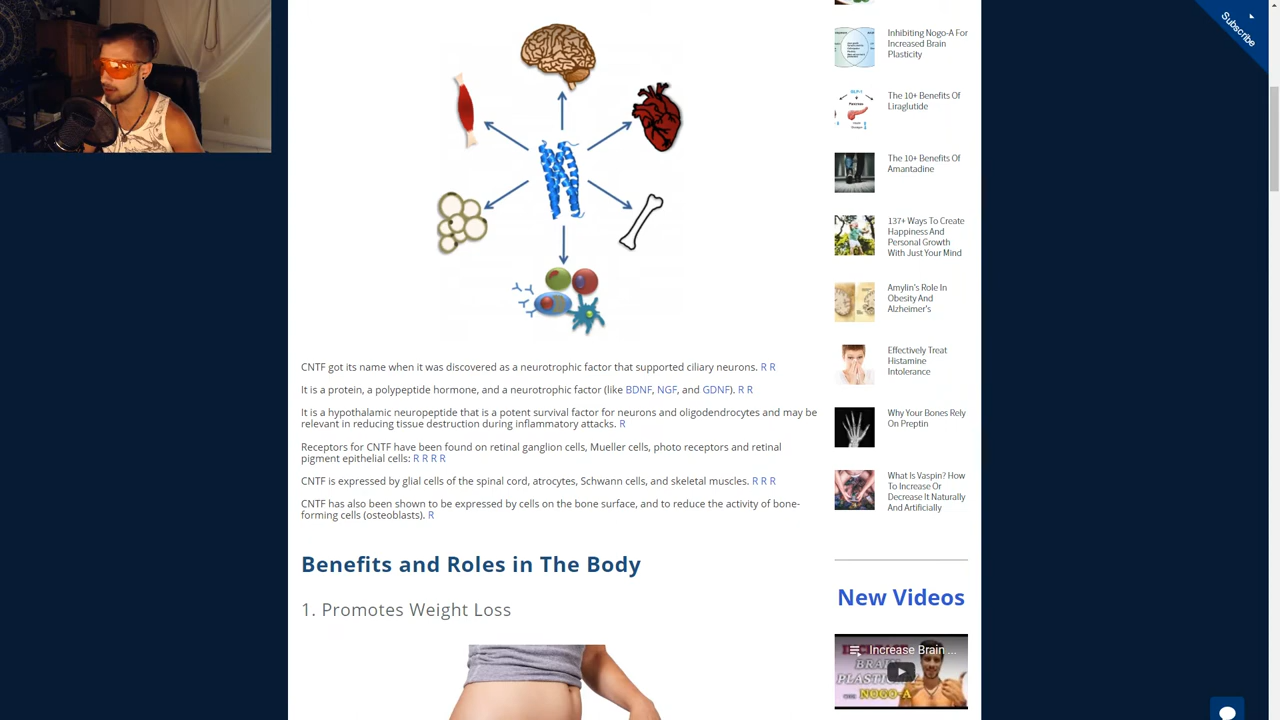 CNTF got its name when it was discovered as a neurotrophic factor that supported ciliary neurons. R R
It is a protein, a polypeptide hormone, and a neurotrophic factor (like BDNF, NGF, and GDNF). R R
It is a hypothalamic neuropeptide that is a potent survival factor for neurons and oligodendrocytes and may be
relevant in reducing tissue destruction during inflammatory attacks. R
Receptors for CNTF have been found on retinal ganglion cells, Mueller cells, photo receptors and retinal
pigment epithelial cells: R R R R
CNTF is expressed by glial cells of the spinal cord, atrocytes, Schwann cells, and skeletal muscles. R R R
CNTF has also been shown to be expressed by cells on the bone surface, and to reduce the activity of bone-
forming cells (osteoblasts). R
Benefits and Roles in The Body
1. Promotes Weight Loss
Inhibiting Nogo-A For
Increased Brain
Plasticity
The 10+ Benefits Of
Liraglutide
The 10+ Benefits Of
Amantadine
137+ Ways To Create
Happiness And
Personal Growth
With Just Your Mind
Amylin's Role In
Obesity And
Alzheimer's
Effectively Treat
Histamine
Intolerance
Why Your Bones Rely
On Preptin
What Is Vaspin? How
To Increase Or
Decrease It Naturally
And Artificially
New Videos
Increase Brain ...
BRAIN
NOGO-A
Subscribe